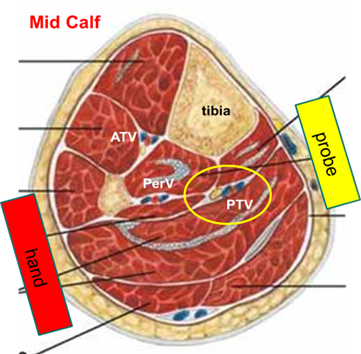 Mid Calf
tibia
ATV
probe
PerV
PTV
hand